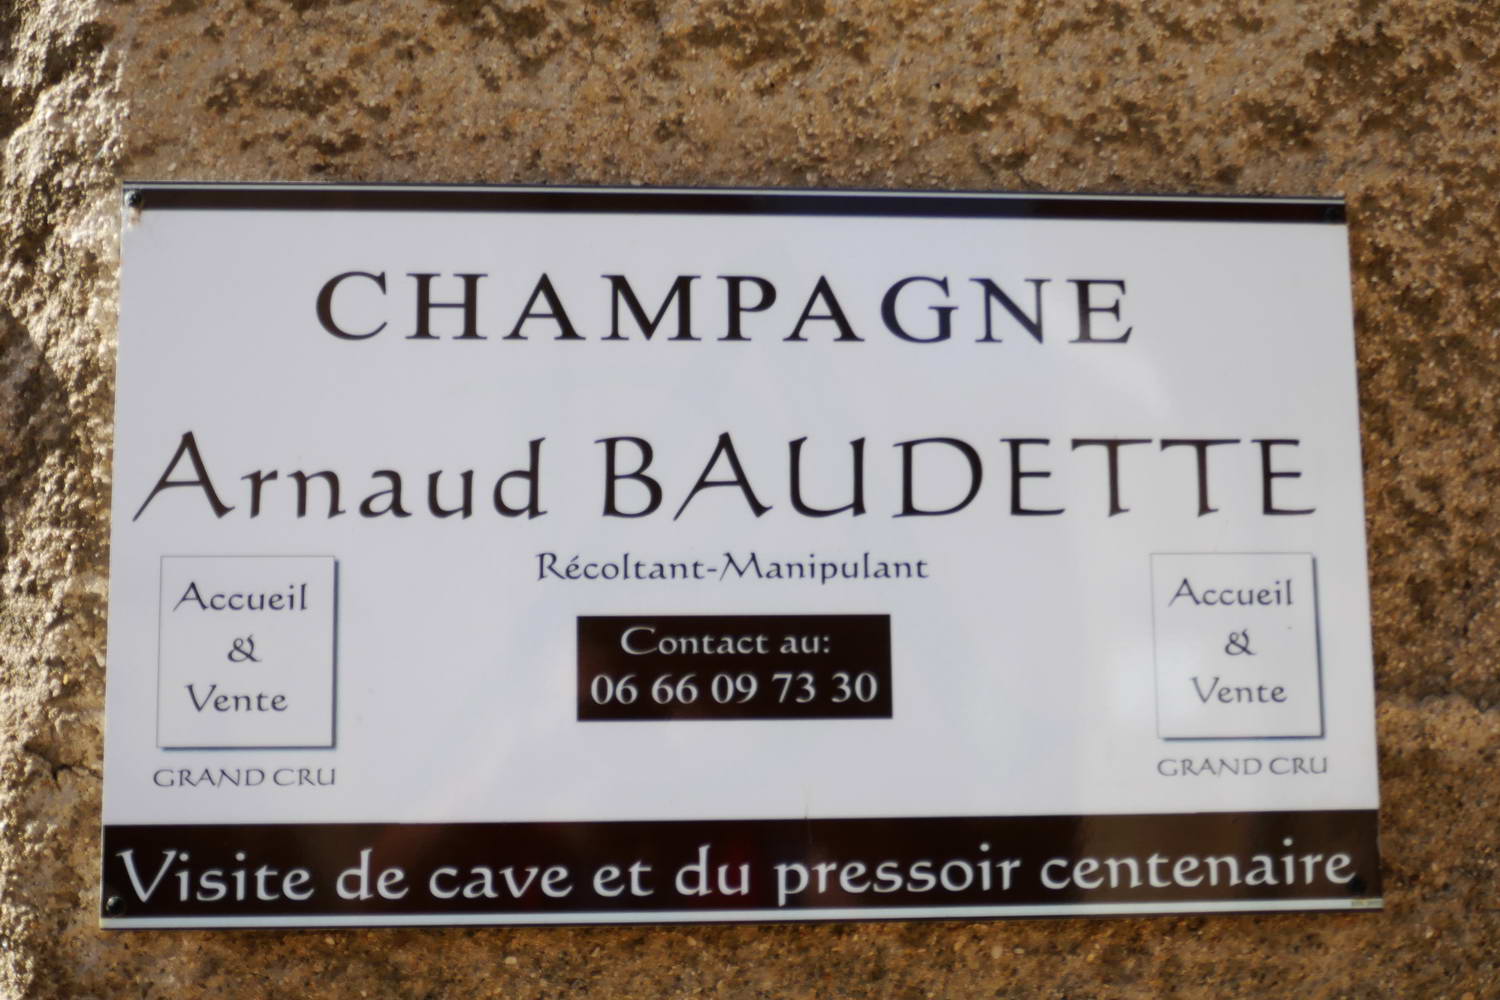 CHAMPAGNE
Arnaud BAUDETTE
Récoltant-Manipulant
Accueil
&
Vente
GRAND CRU
Contact au:
06 66 09 73 30
Accueil
&
Vente
GRAND CRU
Visite de cave et du pressoir centenaire